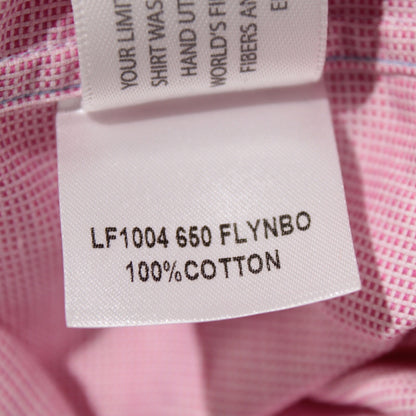 YOUR LIMIT
SHIRT WAS
HAND UT
WORLD'S FI
FIBERS AN
LF1004 650 FLYNBO
100%COTTON